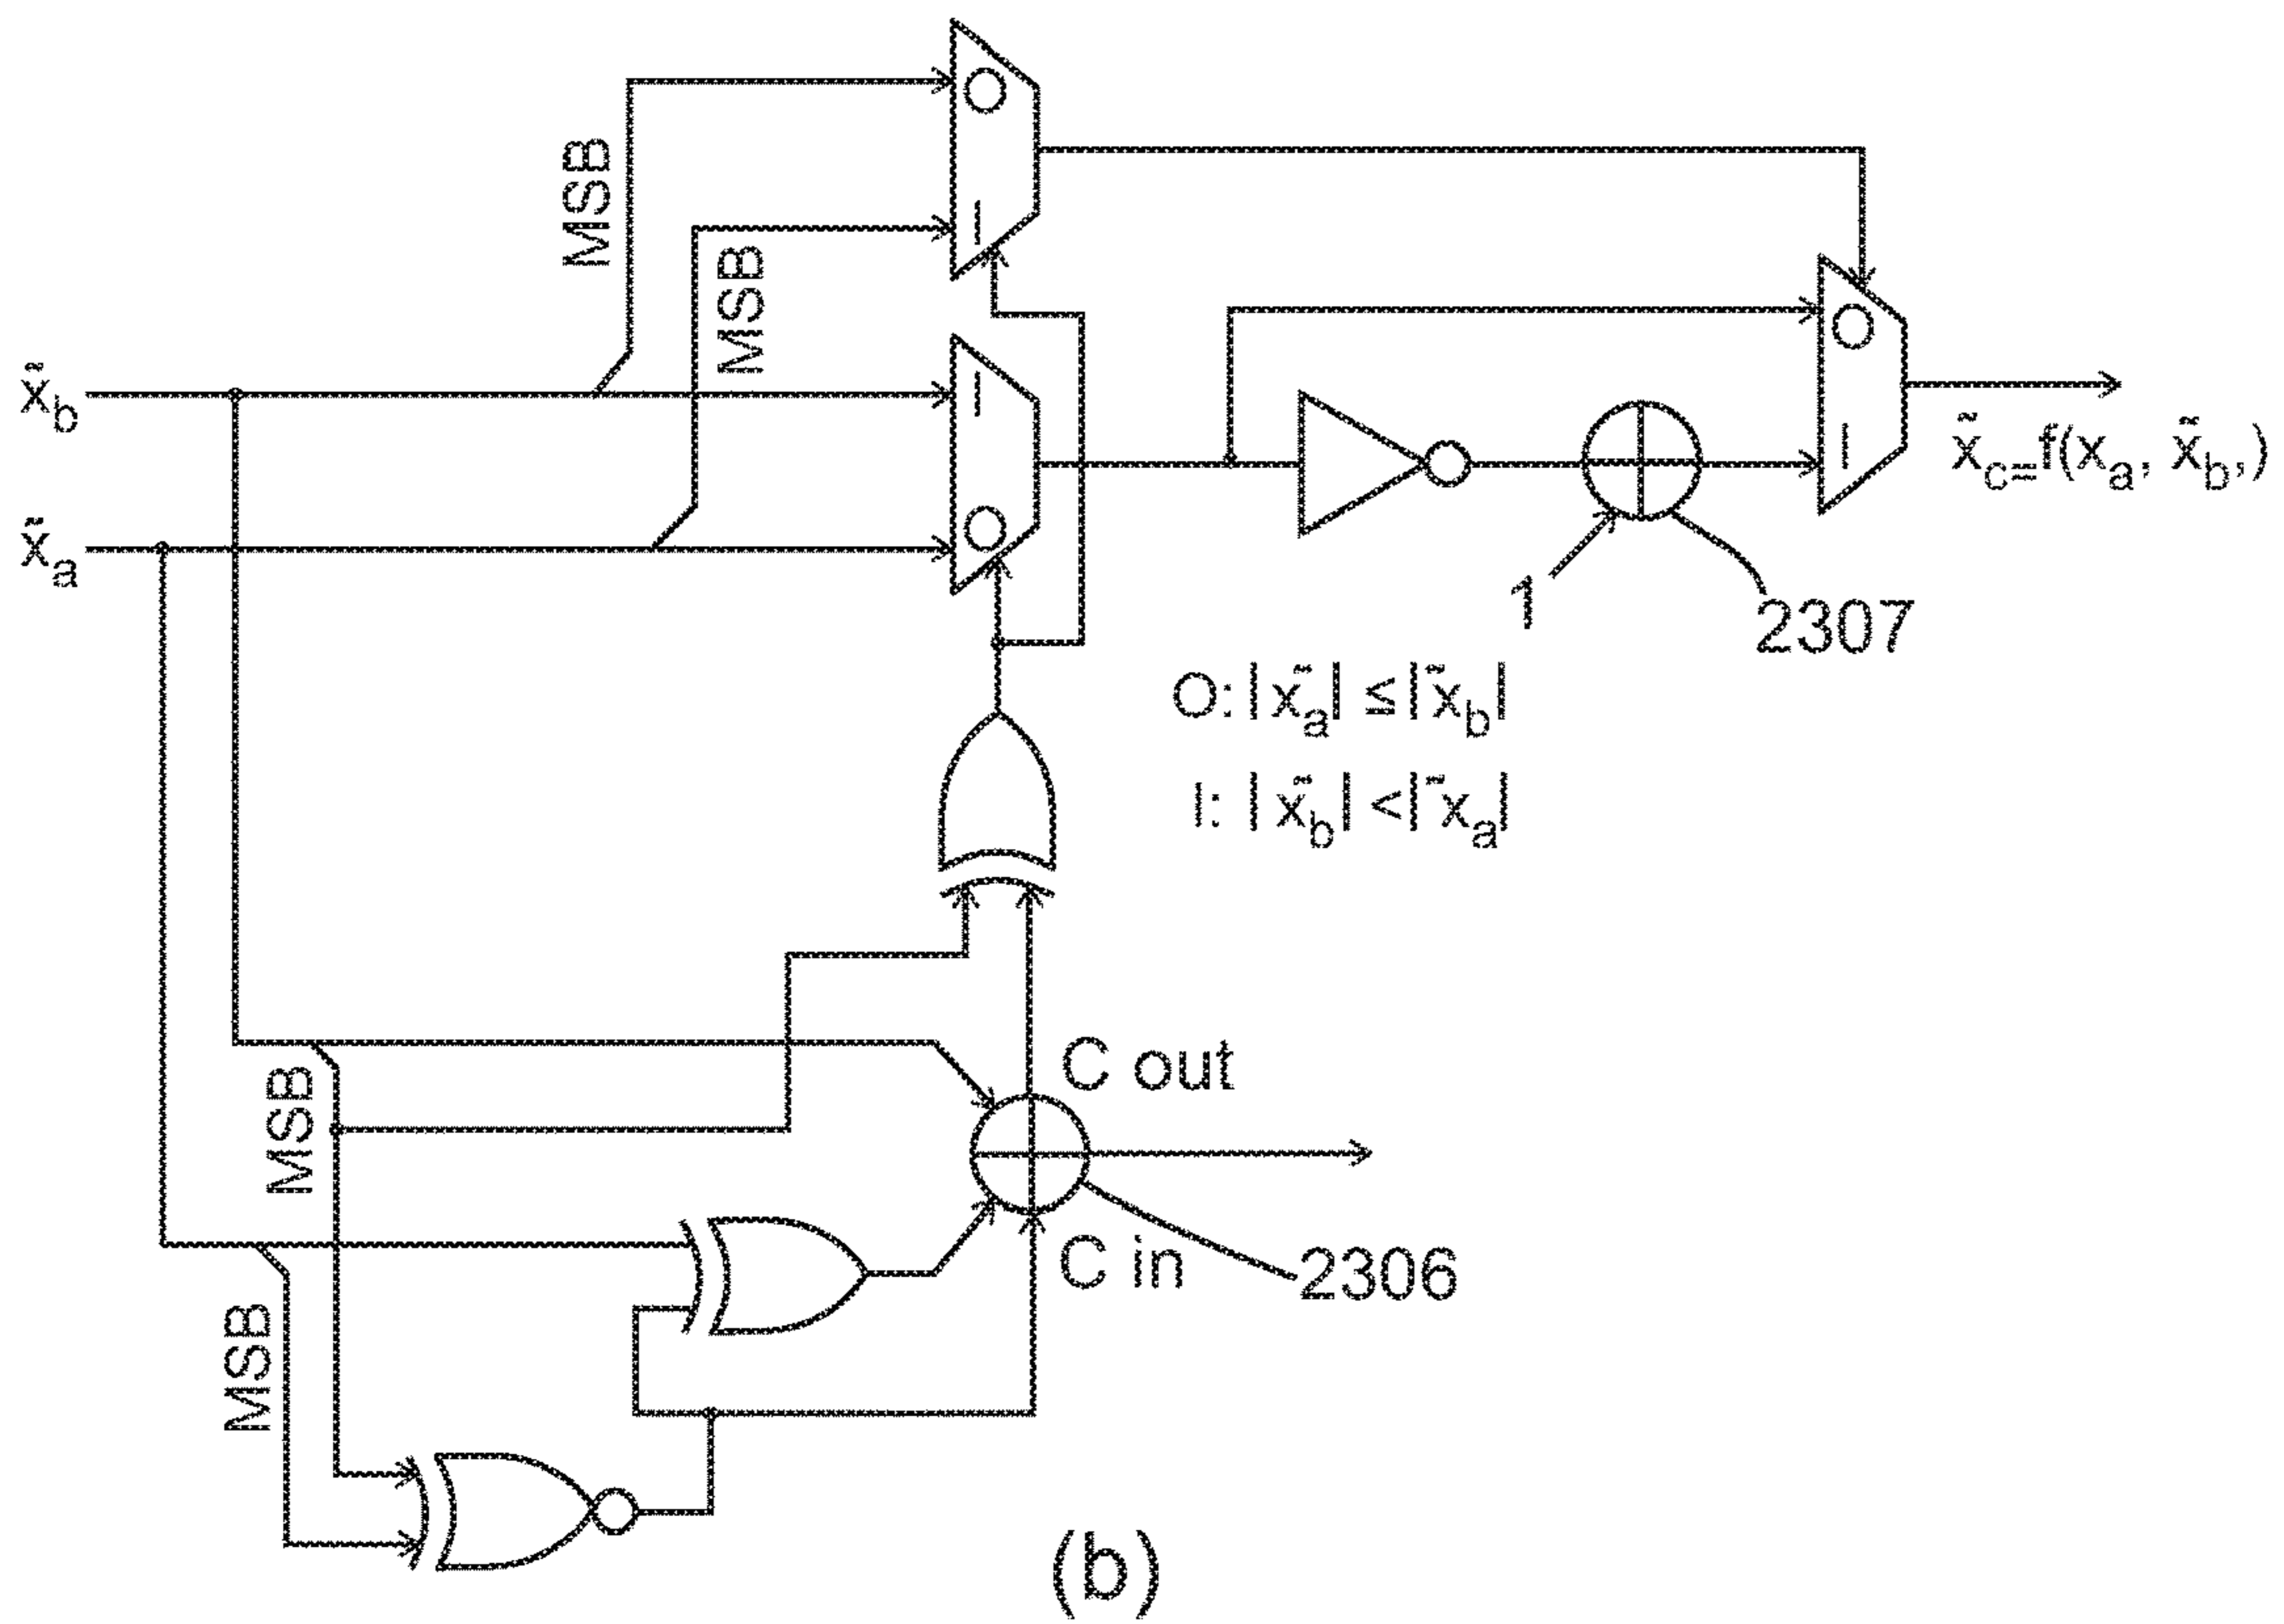 MSB
O
I
MSB
x̃b
I
O
x̃a
O
I
x̃c=f(xa, x̃b,)
1
2307
O: |x̃a| ≤ |x̃b|
I: |x̃b| < |x̃a|
C out
MSB
C in
2306
MSB
(b)